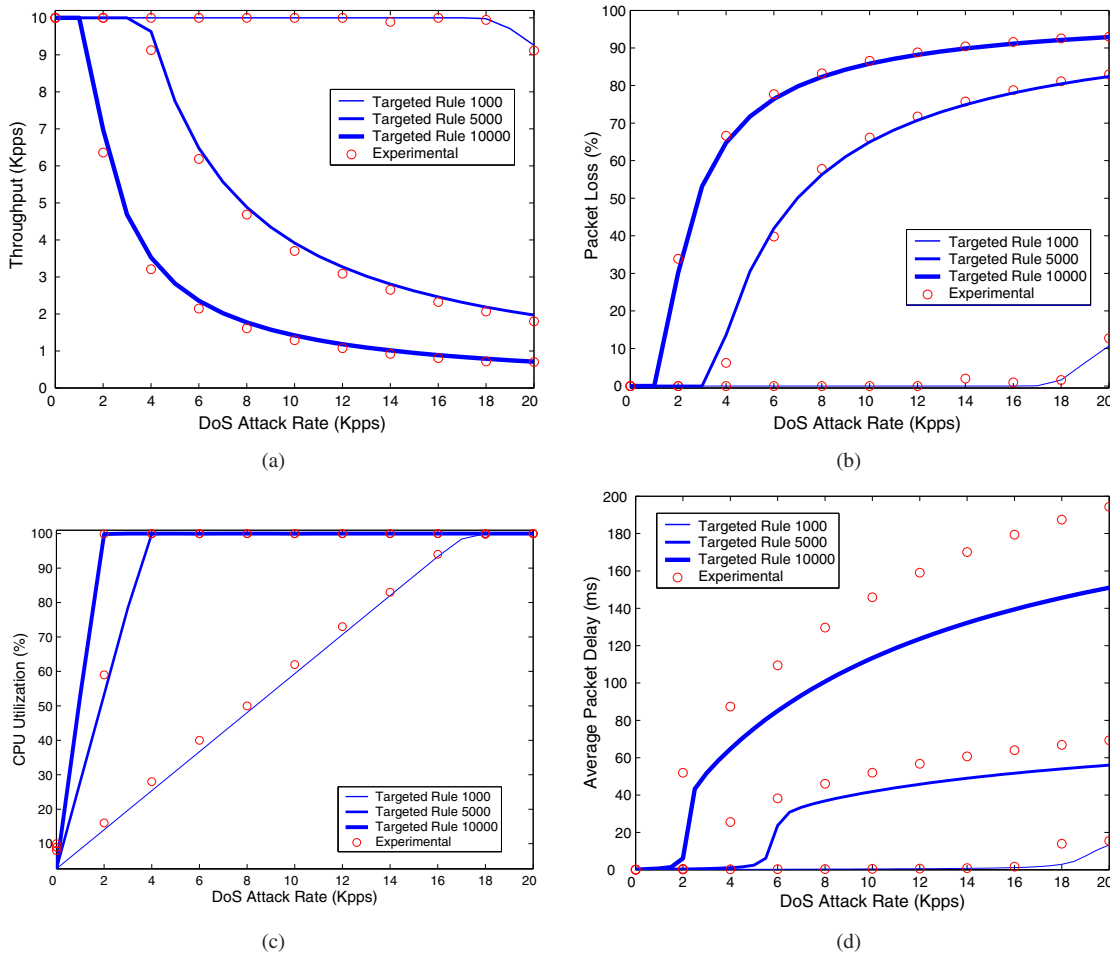 10
9
8
7
6
5
4
3
2
1
0
Throughput (Kpps)
Targeted Rule 1000
Targeted Rule 5000
Targeted Rule 10000
Experimental
0 2 4 6 8 10 12 14 16 18 20
DoS Attack Rate (Kpps)
(a)
100
90
80
70
60
50
40
30
20
10
0
Packet Loss (%)
Targeted Rule 1000
Targeted Rule 5000
Targeted Rule 10000
Experimental
0 2 4 6 8 10 12 14 16 18 20
DoS Attack Rate (Kpps)
(b)
100
90
80
70
60
50
40
30
20
10
CPU Utilization (%)
Targeted Rule 1000
Targeted Rule 5000
Targeted Rule 10000
Experimental
0 2 4 6 8 10 12 14 16 18 20
DoS Attack Rate (Kpps)
(c)
200
180
160
140
120
100
80
60
40
20
0
Average Packet Delay (ms)
Targeted Rule 1000
Targeted Rule 5000
Targeted Rule 10000
Experimental
0 2 4 6 8 10 12 14 16 18 20
DoS Attack Rate (Kpps)
(d)